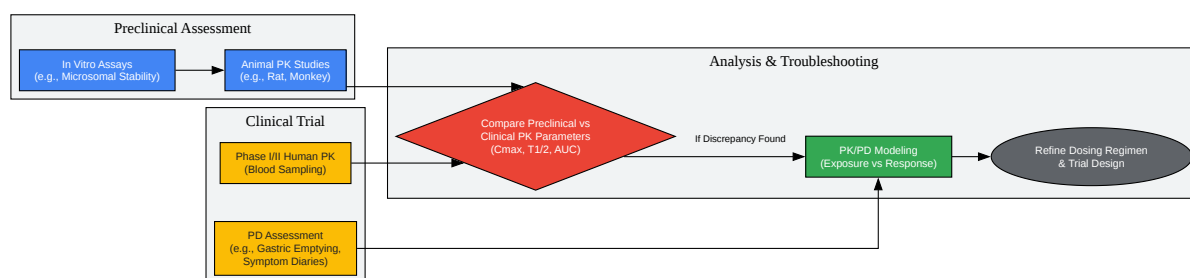 Preclinical Assessment
In Vitro Assays
(e.g., Microsomal Stability)
Animal PK Studies
(e.g., Rat, Monkey)
Clinical Trial
Phase I/II Human PK
(Blood Sampling)
PD Assessment
(e.g., Gastric Emptying,
Symptom Diaries)
Analysis & Troubleshooting
Compare Preclinical vs
Clinical PK Parameters
(Cmax, T1/2, AUC)
If Discrepancy Found
PK/PD Modeling
(Exposure vs Response)
Refine Dosing Regimen
& Trial Design